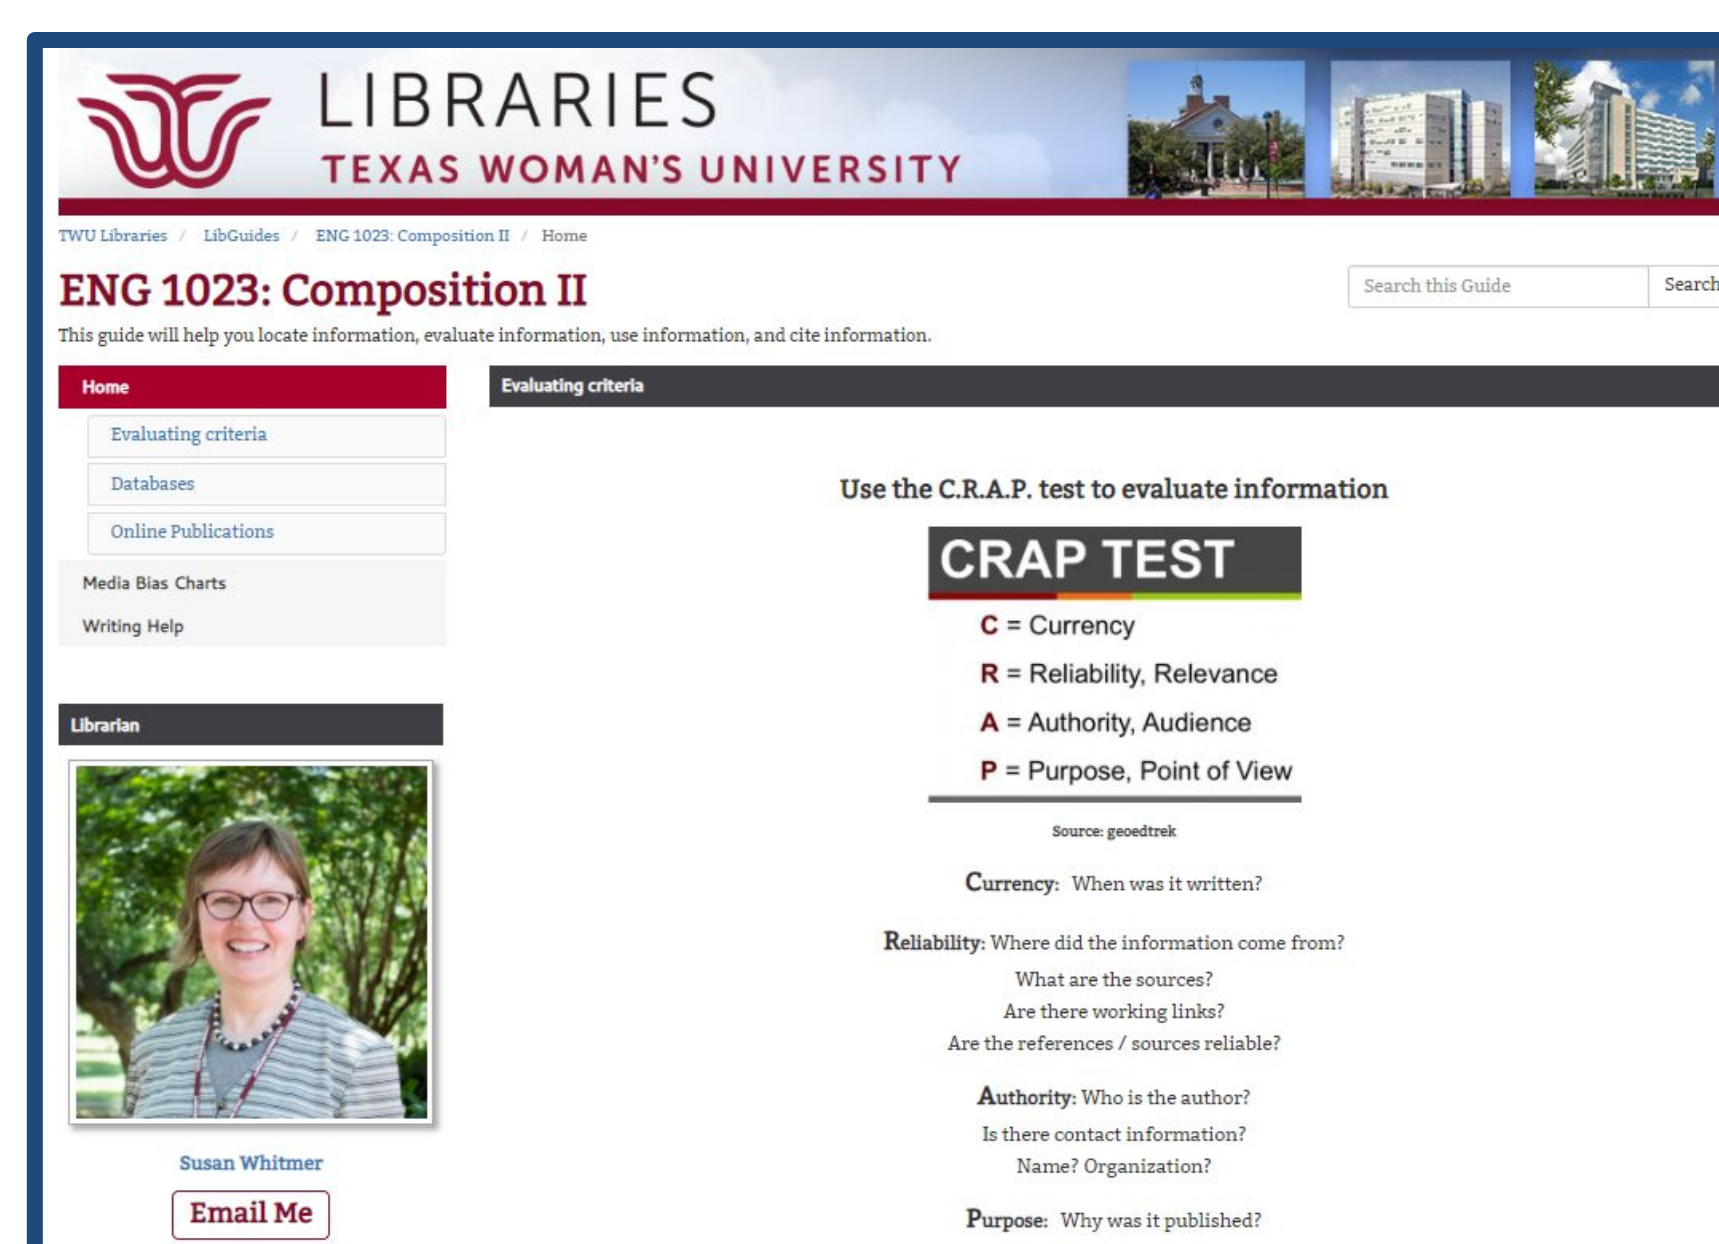 LIBRARIES
TEXAS WOMAN'S UNIVERSITY
TWU Libraries / LibGuides / ENG 1023: Composition II / Home
ENG 1023: Composition II
Search this Guide
Search
This guide will help you locate information, evaluate information, use information, and cite information.
Home
Evaluating criteria
Databases
Online Publications
Media Bias Charts
Writing Help
Librarian
Susan Whitmer
Email Me
Evaluating criteria
Use the C.R.A.P. test to evaluate information
CRAP TEST
C = Currency
R = Reliability, Relevance
A = Authority, Audience
P = Purpose, Point of View
Source: geoedtrek
Currency: When was it written?
Reliability: Where did the information come from?
What are the sources?
Are there working links?
Are the references / sources reliable?
Authority: Who is the author?
Is there contact information?
Name? Organization?
Purpose: Why was it published?